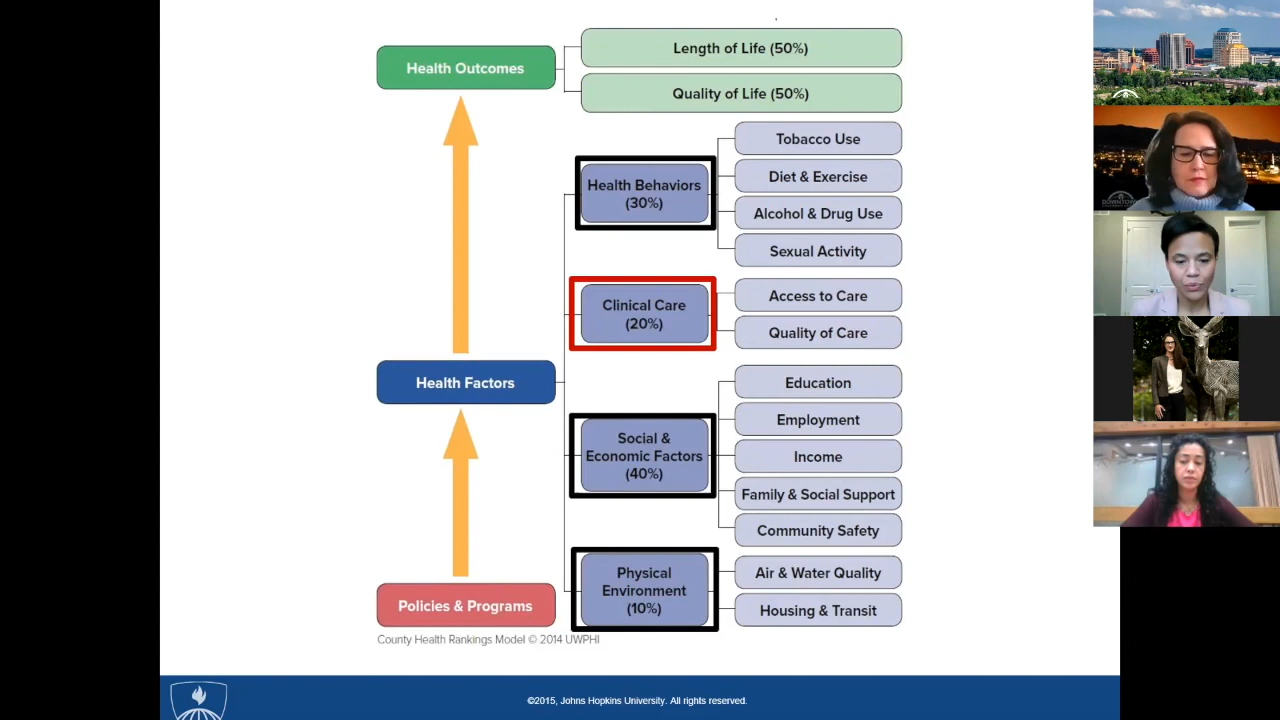 Health Outcomes
Length of Life (50%)
Quality of Life (50%)
Health Behaviors
(30%)
Tobacco Use
Diet & Exercise
Alcohol & Drug Use
Sexual Activity
Clinical Care
(20%)
Access to Care
Quality of Care
Health Factors
Social &
Economic Factors
(40%)
Education
Employment
Income
Family & Social Support
Community Safety
Physical
Environment
(10%)
Air & Water Quality
Housing & Transit
Policies & Programs
County Health Rankings Model © 2014 UWPHI
©2015, Johns Hopkins University. All rights reserved.